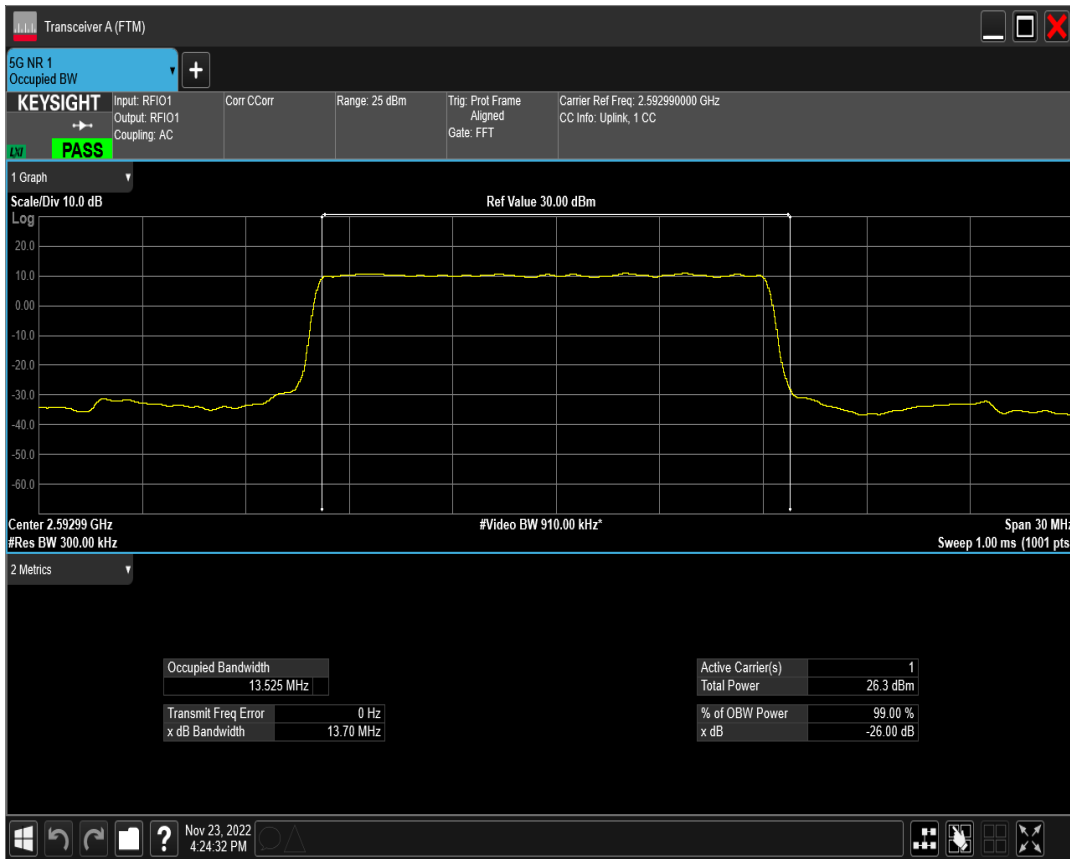 Transceiver A (FTM)
5G NR 1
Occupied BW
+
KEYSIGHT
LXI
PASS
Input: RFIO1
Output: RFIO1
Coupling: AC
Corr CCorr
Range: 25 dBm
Trig: Prot Frame
Aligned
Gate: FFT
Carrier Ref Freq: 2.592990000 GHz
CC Info: Uplink, 1 CC
1 Graph
Scale/Div 10.0 dB
Ref Value 30.00 dBm
Log
20.0
10.0
0.00
-10.0
-20.0
-30.0
-40.0
-50.0
-60.0
Center 2.59299 GHz
#Video BW 910.00 kHz*
Span 30 MHz
#Res BW 300.00 kHz
Sweep 1.00 ms (1001 pts
2 Metrics
Occupied Bandwidth
13.525 MHz
Transmit Freq Error 0 Hz
x dB Bandwidth 13.70 MHz
Active Carrier(s) 1
Total Power 26.3 dBm
% of OBW Power 99.00 %
x dB -26.00 dB
?
Nov 23, 2022
4:24:32 PM